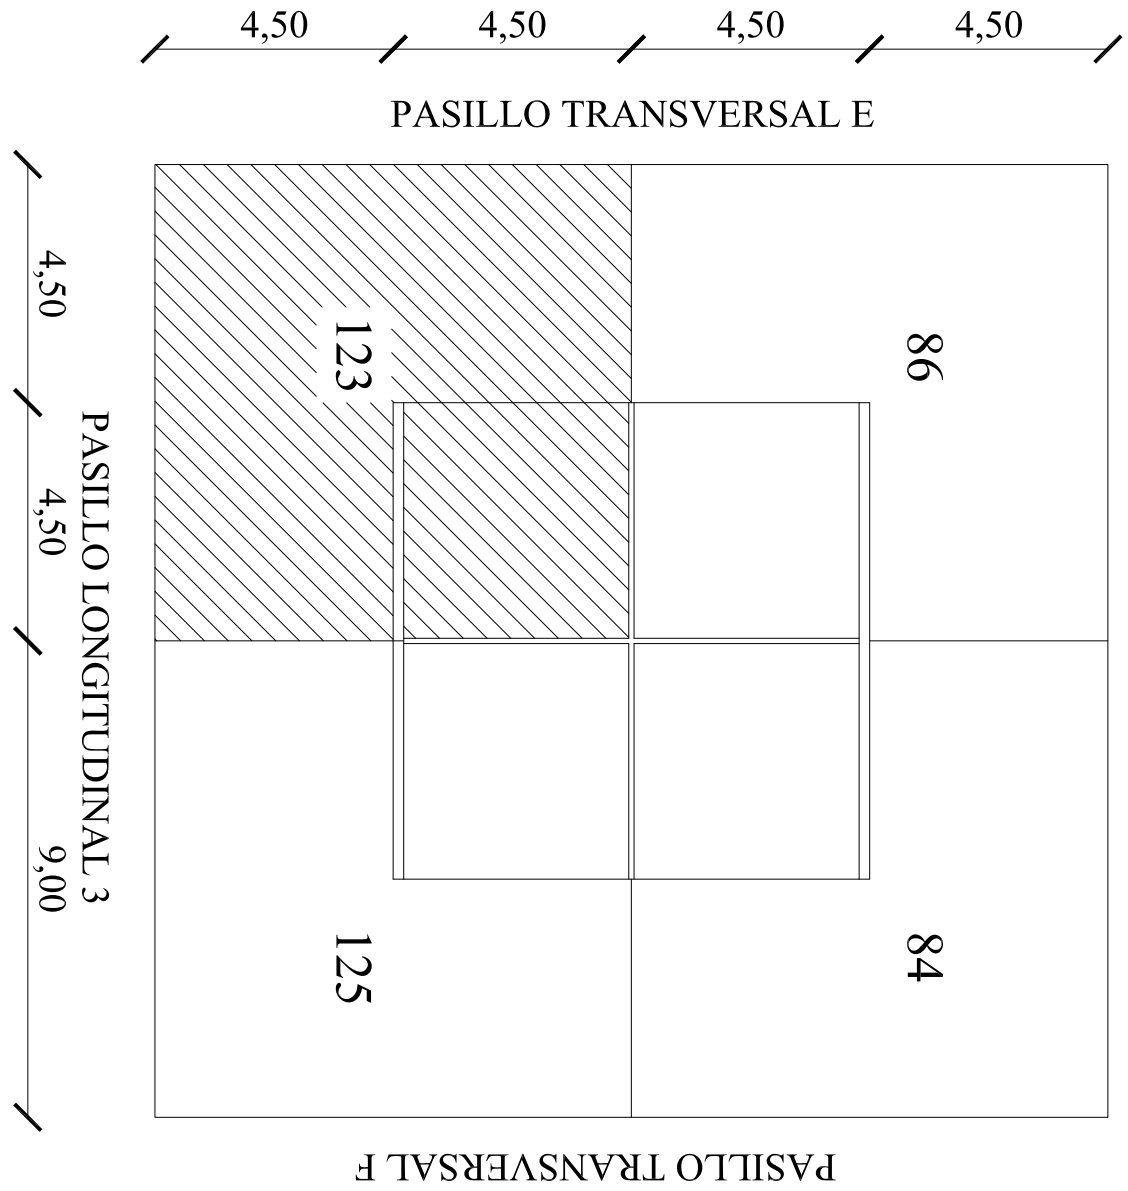 4,50 4,50 4,50 4,50
PASILLO TRANSVERSAL E
4,50
4,50
9,00
PASILLO LONGITUDINAL 3
123
86
125
84
PASILLO TRANSVERSAL F